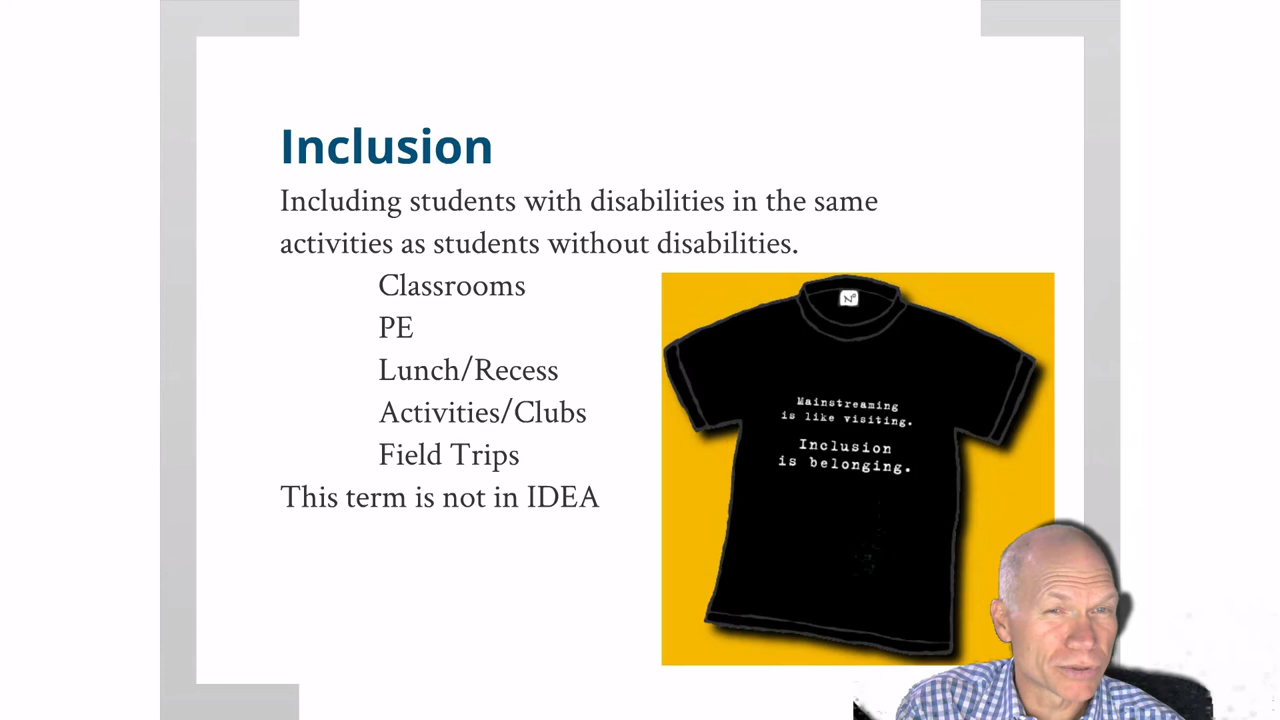 Inclusion
Including students with disabilities in the same
activities as students without disabilities.
Classrooms
PE
Lunch/Recess
Activities/Clubs
Field Trips
This term is not in IDEA
Mainstreaming
is like visiting.
Inclusion
is belonging.